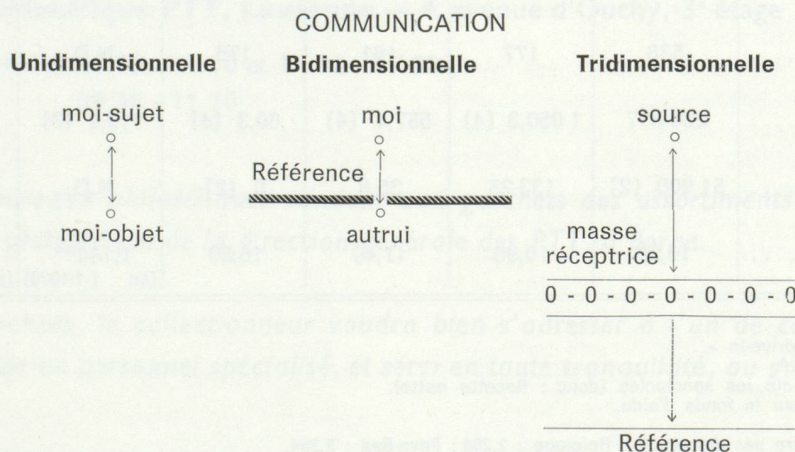 COMMUNICATION
Unidimensionnelle Bidimensionnelle Tridimensionnelle
moi-sujet moi source
Référence
moi-objet autrui
masse
réceptrice
0 - 0 - 0 - 0 - 0 - 0 - 0
Référence